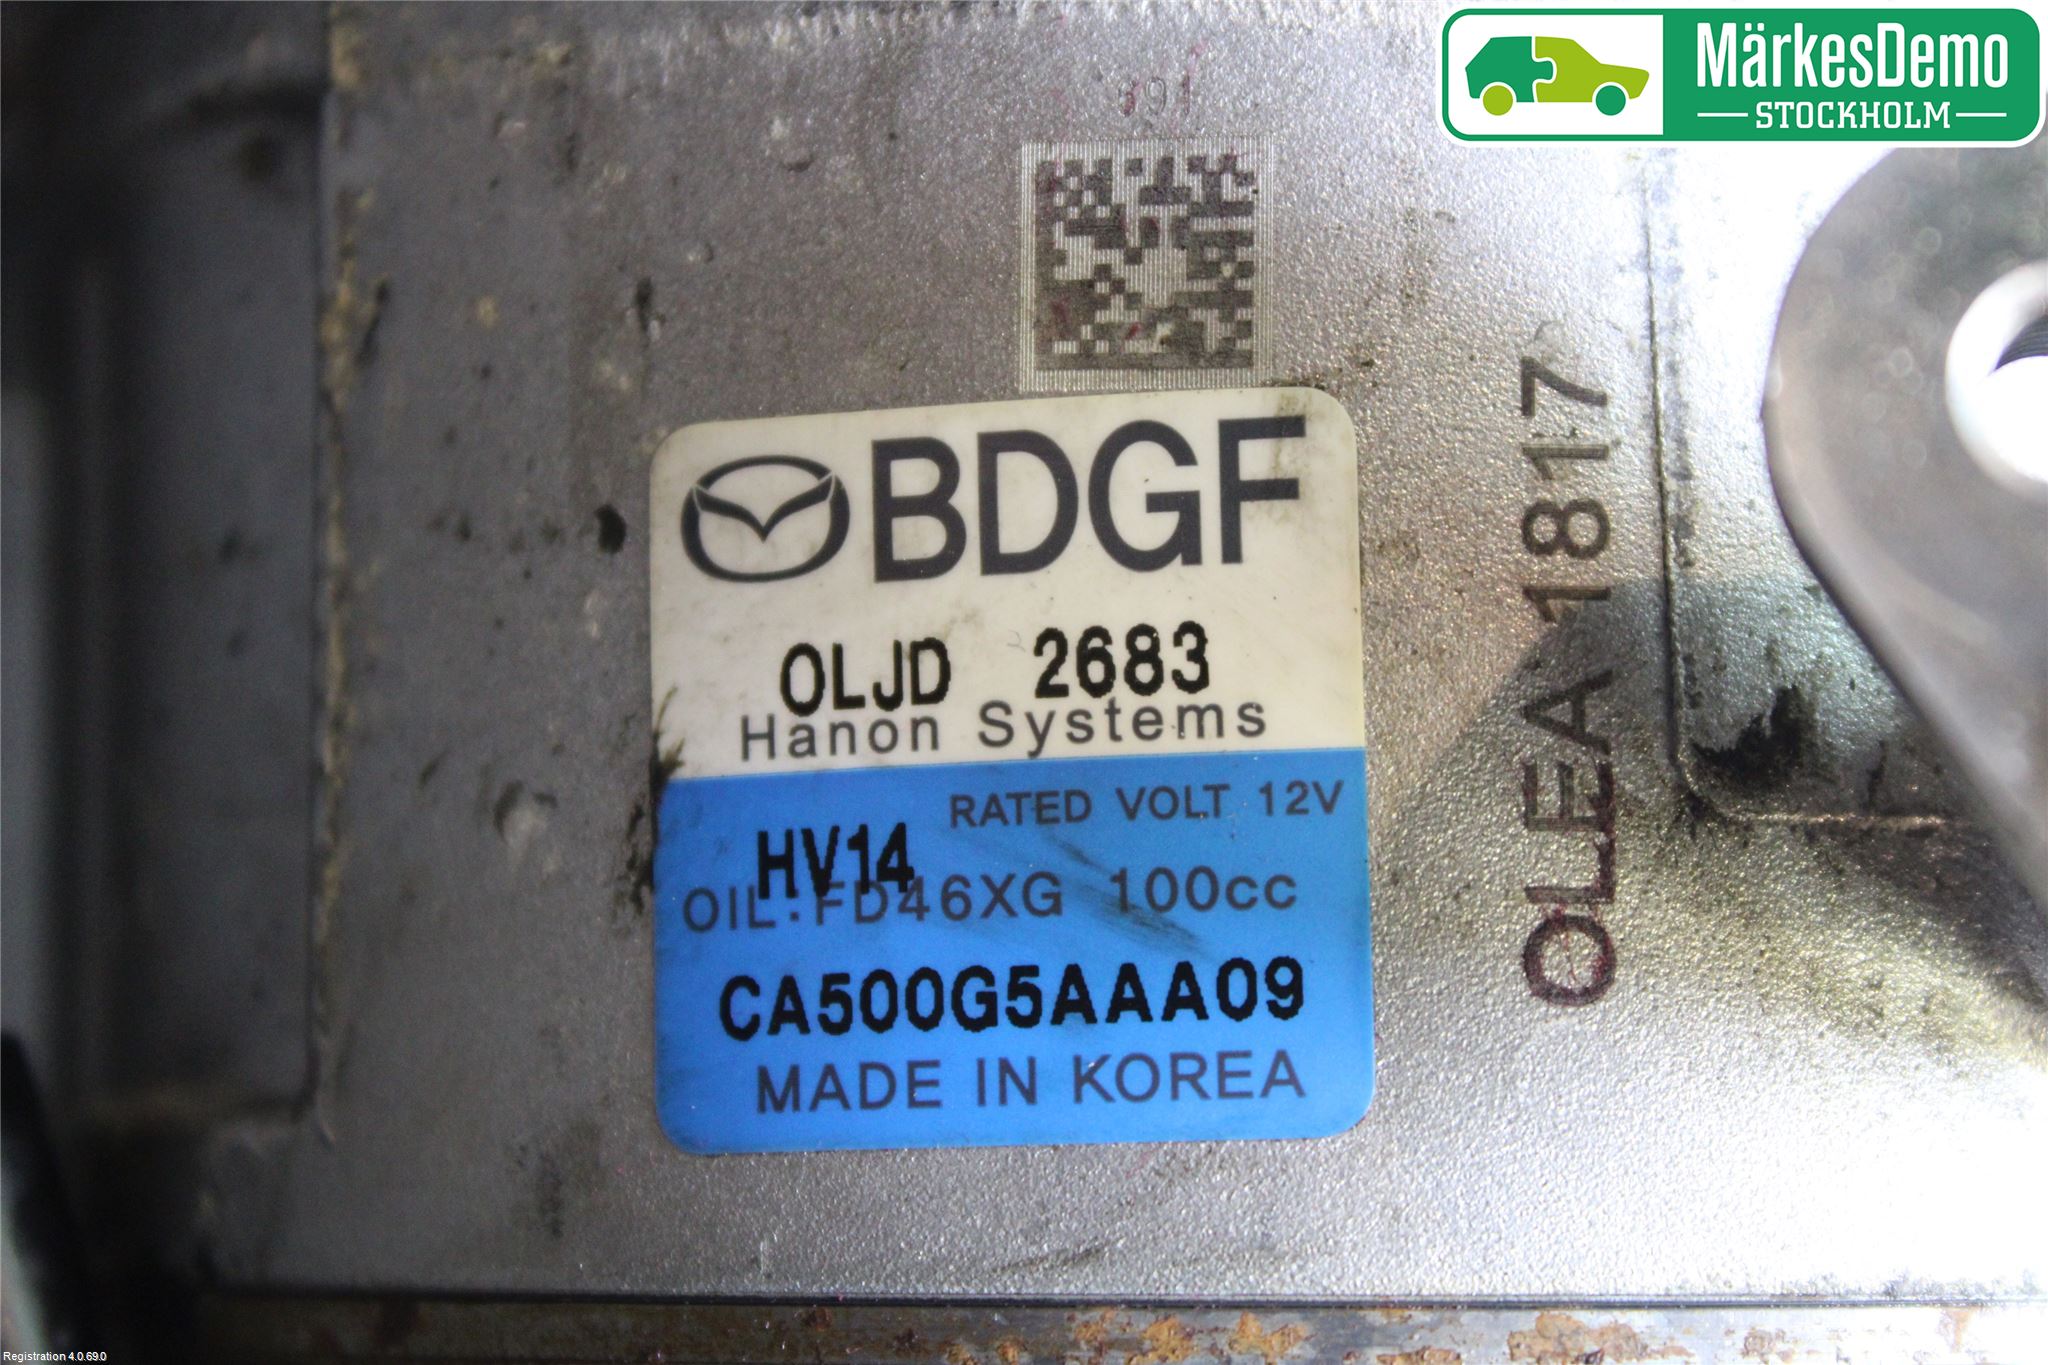 MärkesDemo
STOCKHOLM
BDGF
OLJD 2683
Hanon Systems
RATED VOLT 12V
HV14
OIL:FD46XG 100cc
CA500G5AAA09
MADE IN KOREA
OLEA 1817
Registration 4.0.69.0